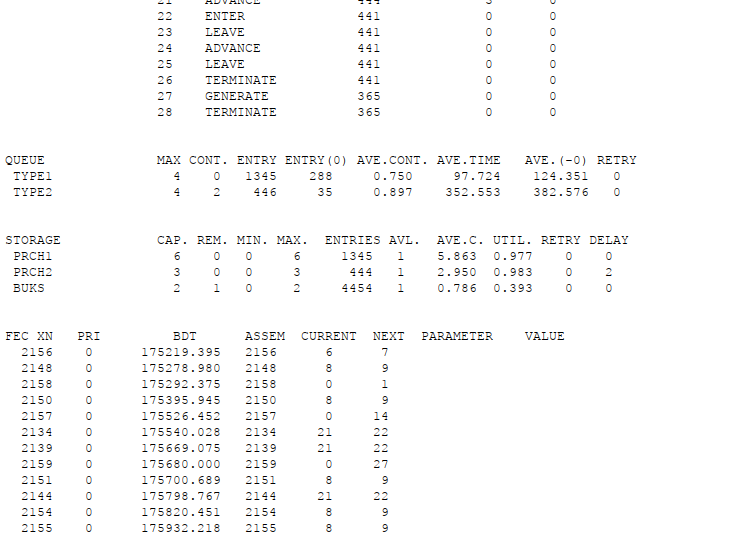 21 ADVANCE 444 3 0
22 ENTER 441 0 0
23 LEAVE 441 0 0
24 ADVANCE 441 0 0
25 LEAVE 441 0 0
26 TERMINATE 441 0 0
27 GENERATE 365 0 0
28 TERMINATE 365 0 0
QUEUE MAX CONT. ENTRY ENTRY(0) AVE.CONT. AVE.TIME AVE.(-0) RETRY
TYPE1 4 0 1345 288 0.750 97.724 124.351 0
TYPE2 4 2 446 35 0.897 352.553 382.576 0
STORAGE CAP. REM. MIN. MAX. ENTRIES AVL. AVE.C. UTIL. RETRY DELAY
PRCH1 6 0 0 6 1345 1 5.863 0.977 0 0
PRCH2 3 0 0 3 444 1 2.950 0.983 0 2
BUKS 2 1 0 2 4454 1 0.786 0.393 0 0
FEC XN PRI BDT ASSEM CURRENT NEXT PARAMETER VALUE
2156 0 175219.395 2156 6 7
2148 0 175278.980 2148 8 9
2158 0 175292.375 2158 0 1
2150 0 175395.945 2150 8 9
2157 0 175526.452 2157 0 14
2134 0 175540.028 2134 21 22
2139 0 175669.075 2139 21 22
2159 0 175680.000 2159 0 27
2151 0 175700.689 2151 8 9
2144 0 175798.767 2144 21 22
2154 0 175820.451 2154 8 9
2155 0 175932.218 2155 8 9